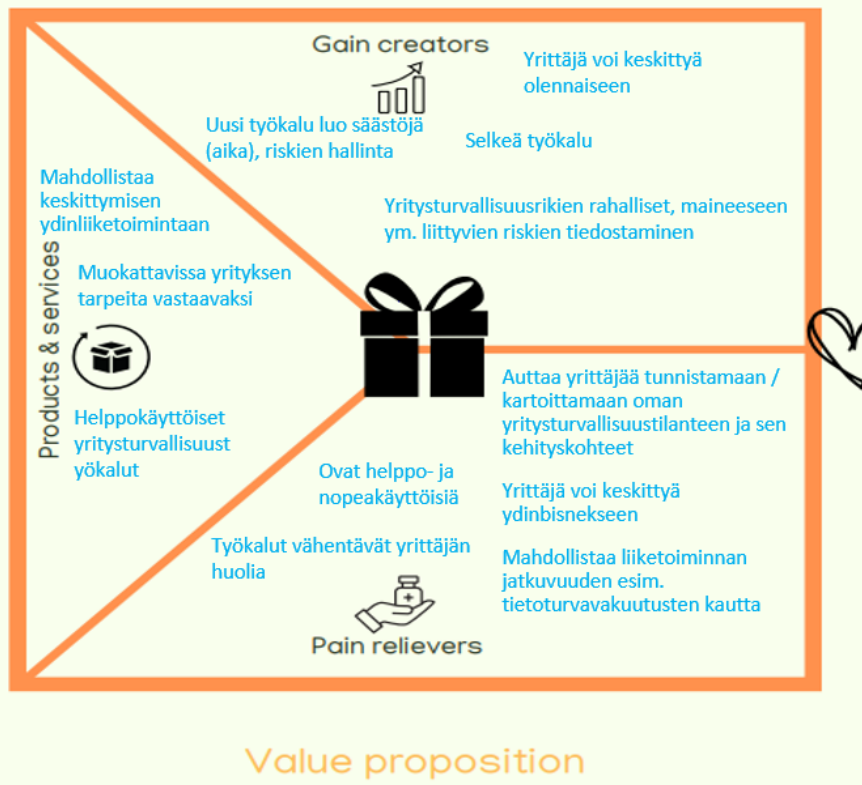 Gain creators
Yrittäjä voi keskittyä
olennaiseen
Uusi työkalu luo säästöjä
(aika), riskien hallinta
Selkeä työkalu
Yritysturvallisuusrikien rahalliset, maineeseen
ym. liittyvien riskien tiedostaminen
Mahdollistaa
keskittymisen
ydinliiketoimintaan
Muokattavissa yrityksen
tarpeita vastaavaksi
Products & services
Helppokäyttöiset
yritysturvallisuust
yökalut
Auttaa yrittäjää tunnistamaan /
kartoittamaan oman
yritysturvallisuustilanteen ja sen
kehityskohteet
Ovat helppo- ja
nopeakäyttöisiä
Yrittäjä voi keskittyä
ydinbisnekseen
Työkalut vähentävät yrittäjän
huolia
Mahdollistaa liiketoiminnan
jatkuvuuden esim.
tietoturvavakuutusten kautta
Pain relievers
Value proposition